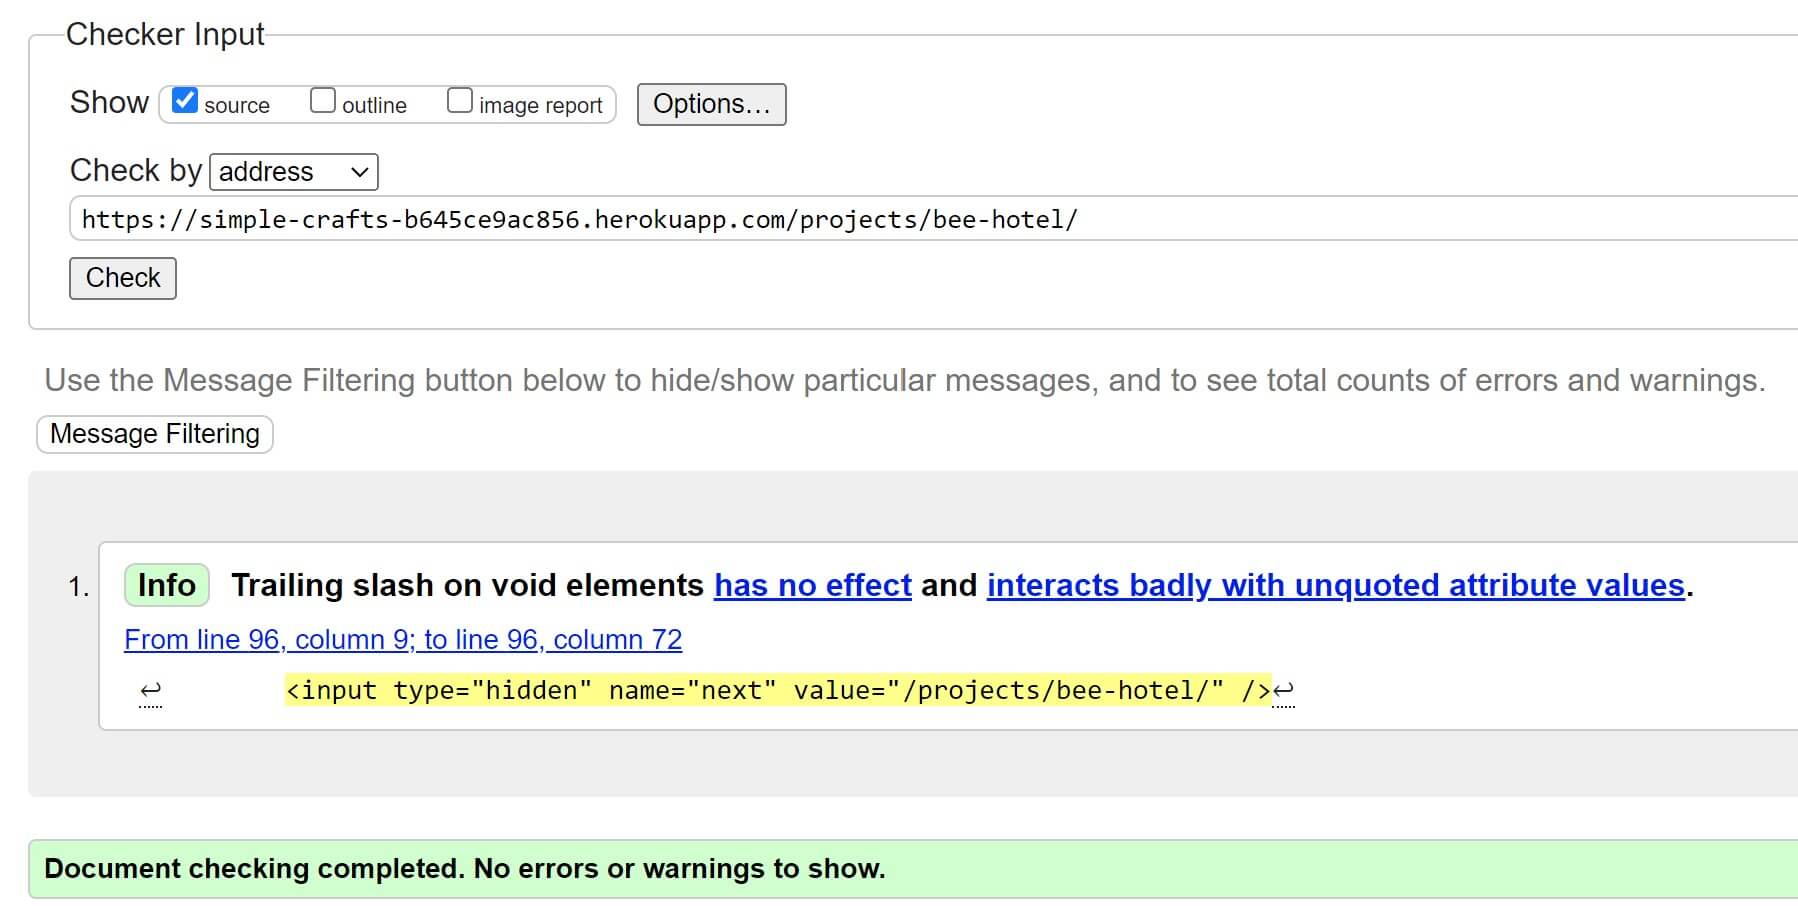 Checker Input
Show source outline image report Options...
Check by address
https://simple-crafts-b645ce9ac856.herokuapp.com/projects/bee-hotel/
Check
Use the Message Filtering button below to hide/show particular messages, and to see total counts of errors and warnings.
Message Filtering
1. Info Trailing slash on void elements has no effect and interacts badly with unquoted attribute values.
From line 96, column 9; to line 96, column 72
↩ <input type="hidden" name="next" value="/projects/bee-hotel/" />↩
Document checking completed. No errors or warnings to show.